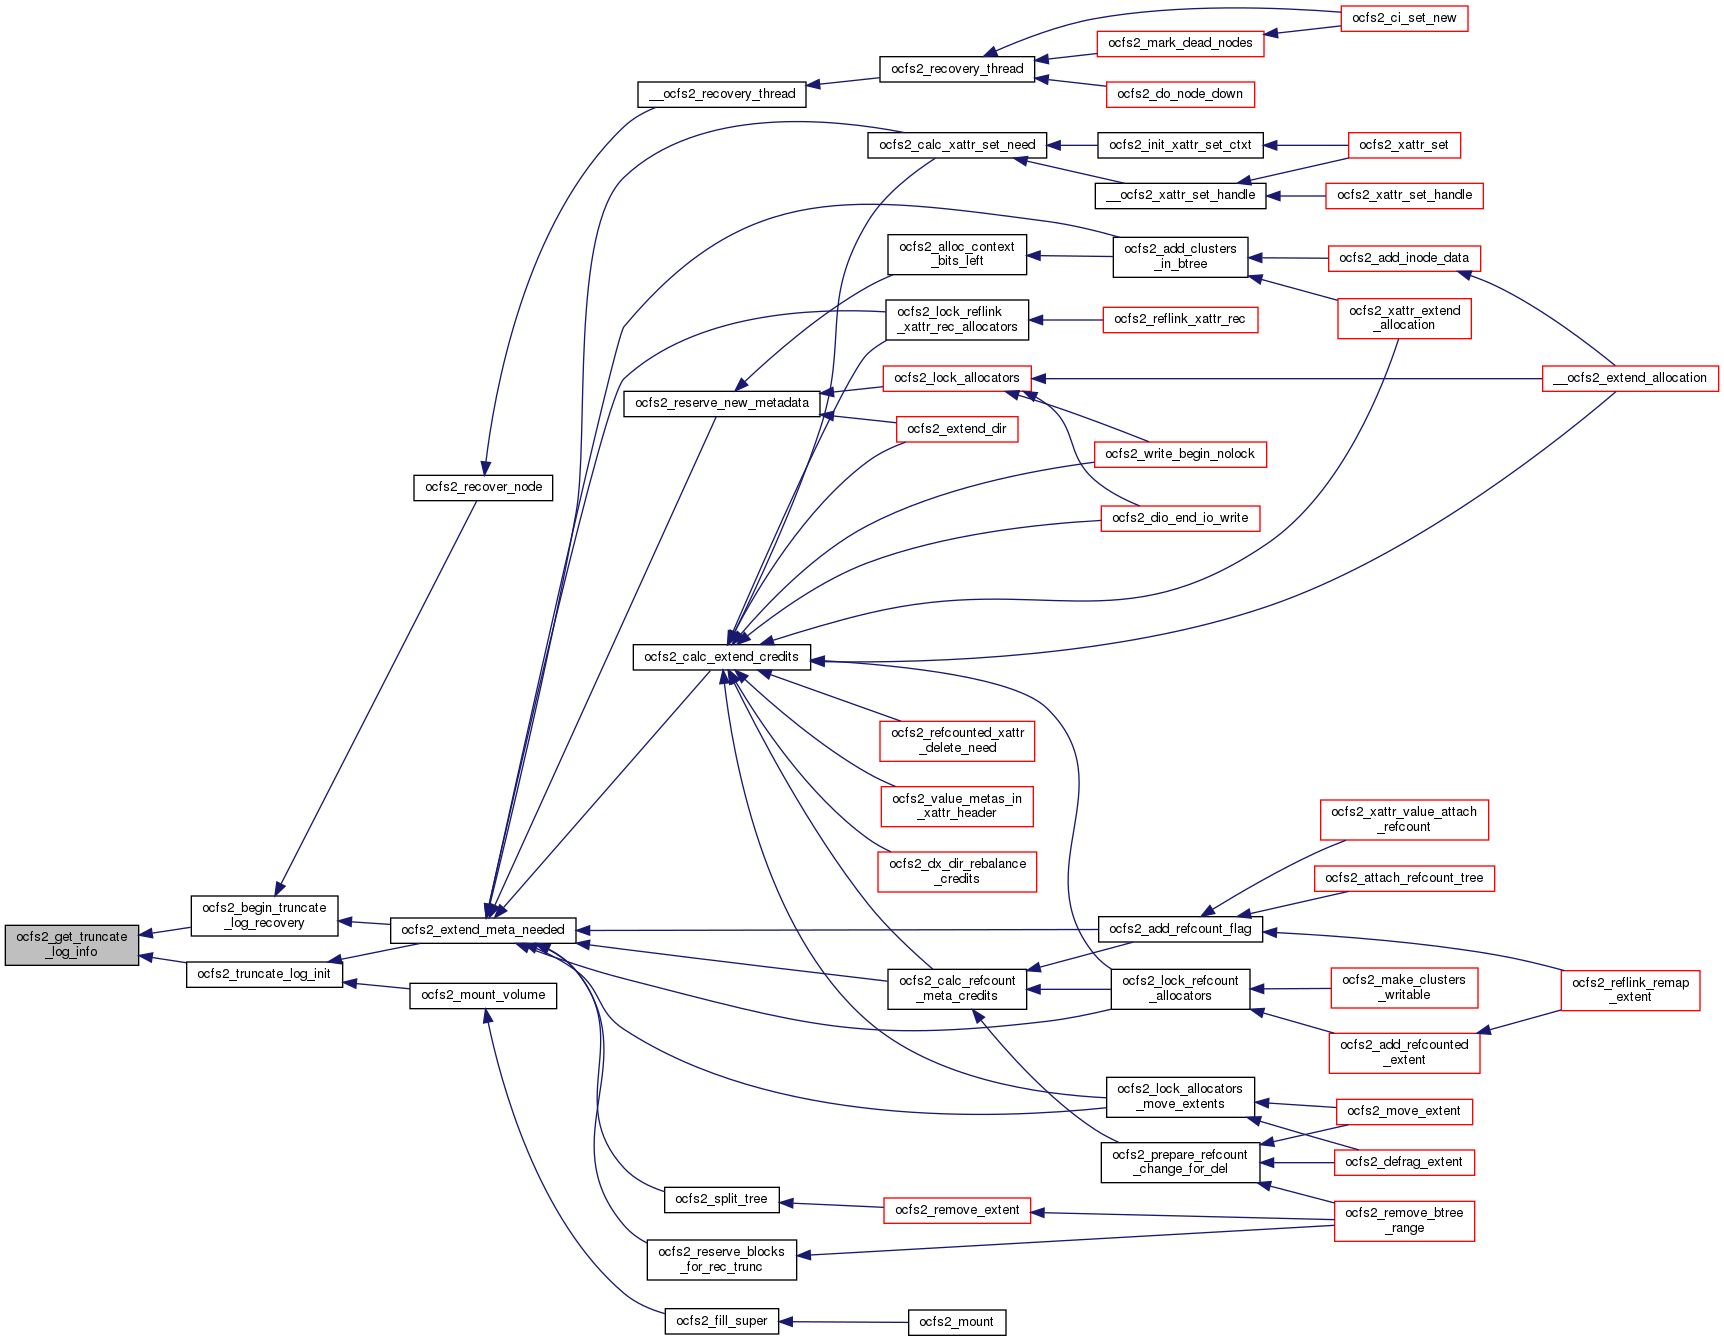 ocfs2_ci_set_new
ocfs2_mark_dead_nodes
ocfs2_recovery_thread
__ocfs2_recovery_thread
ocfs2_do_node_down
ocfs2_calc_xattr_set_need
ocfs2_init_xattr_set_ctxt
ocfs2_xattr_set
__ocfs2_xattr_set_handle
ocfs2_xattr_set_handle
ocfs2_alloc_context
_bits_left
ocfs2_add_clusters
_in_btree
ocfs2_add_inode_data
ocfs2_lock_reflink
_xattr_rec_allocators
ocfs2_reflink_xattr_rec
ocfs2_xattr_extend
_allocation
ocfs2_lock_allocators
__ocfs2_extend_allocation
ocfs2_reserve_new_metadata
ocfs2_extend_dir
ocfs2_write_begin_nolock
ocfs2_recover_node
ocfs2_dio_end_io_write
ocfs2_calc_extend_credits
ocfs2_refcounted_xattr
_delete_need
ocfs2_value_metas_in
_xattr_header
ocfs2_xattr_value_attach
_refcount
ocfs2_dx_dir_rebalance
_credits
ocfs2_attach_refcount_tree
ocfs2_begin_truncate
_log_recovery
ocfs2_get_truncate
_log_info
ocfs2_extend_meta_needed
ocfs2_add_refcount_flag
ocfs2_truncate_log_init
ocfs2_mount_volume
ocfs2_calc_refcount
_meta_credits
ocfs2_lock_refcount
_allocators
ocfs2_make_clusters
_writable
ocfs2_reflink_remap
_extent
ocfs2_add_refcounted
_extent
ocfs2_lock_allocators
_move_extents
ocfs2_move_extent
ocfs2_prepare_refcount
_change_for_del
ocfs2_defrag_extent
ocfs2_split_tree
ocfs2_remove_extent
ocfs2_remove_btree
_range
ocfs2_reserve_blocks
_for_rec_trunc
ocfs2_fill_super
ocfs2_mount